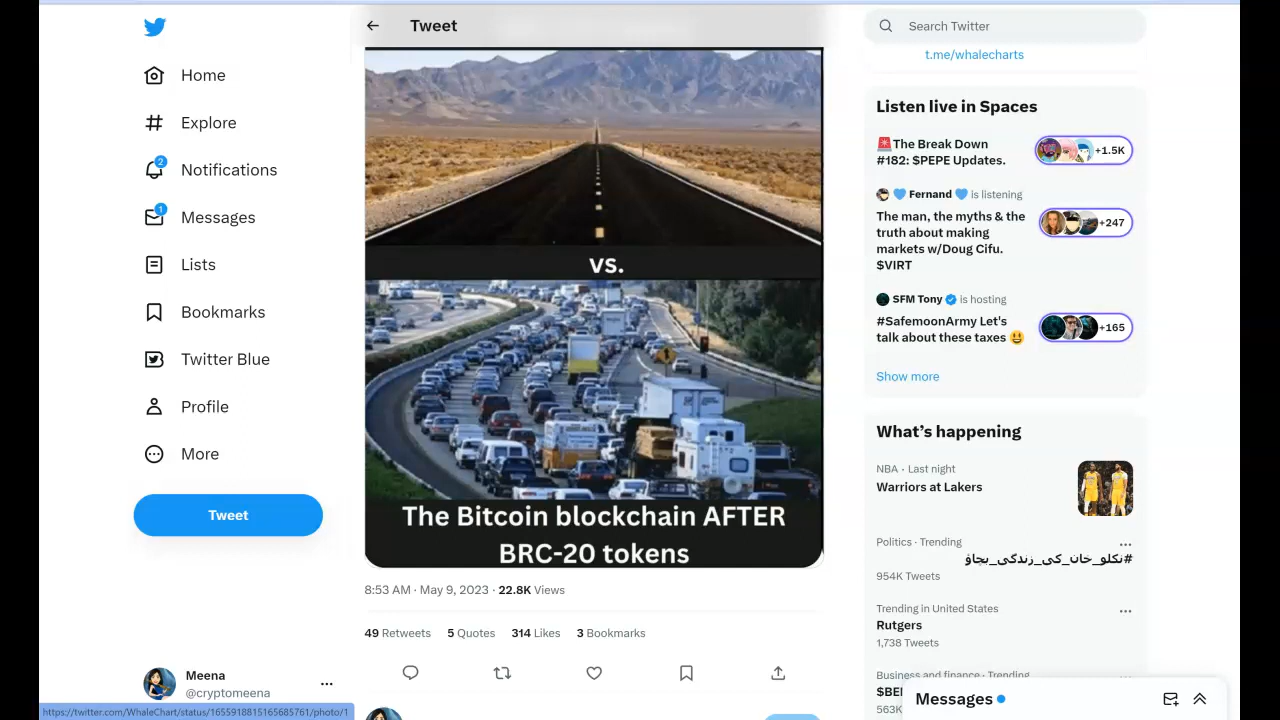 Home
Explore
2
Notifications
1
Messages
Lists
Bookmarks
Twitter Blue
Profile
More
Tweet
Meena
@cryptomeena
https://twitter.com/WhaleChart/status/1655918815165685761/photo/1
Tweet
vs.
The Bitcoin blockchain AFTER
BRC-20 tokens
8:53 AM · May 9, 2023 · 22.8K Views
49 Retweets 5 Quotes 314 Likes 3 Bookmarks
Search Twitter
t.me/whalecharts
Listen live in Spaces
🚨The Break Down
#182: $PEPE Updates.
+1.5K
💙 Fernand 💙 is listening
The man, the myths & the
truth about making
markets w/Doug Cifu.
$VIRT
+247
SFM Tony is hosting
#SafemoonArmy Let's
talk about these taxes 😃
+165
Show more
What's happening
NBA · Last night
Warriors at Lakers
Politics · Trending
#نکلو_خان_کی_زندگی_بچاؤ
954K Tweets
Trending in United States
Rutgers
1,738 Tweets
Business and finance · Trending
563K
Messages